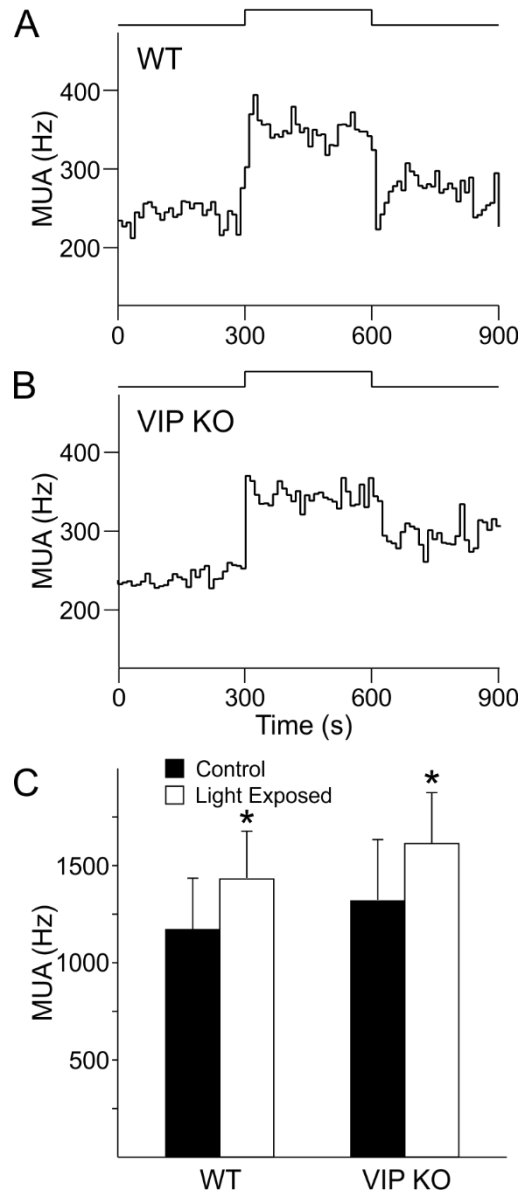 A
WT
MUA (Hz)
400
300
200
0 300 600 900
B
VIP KO
MUA (Hz)
400
300
200
0 300 600 900
Time (s)
C
Control
Light Exposed
* *
MUA (Hz)
1500
1000
500
WT VIP KO